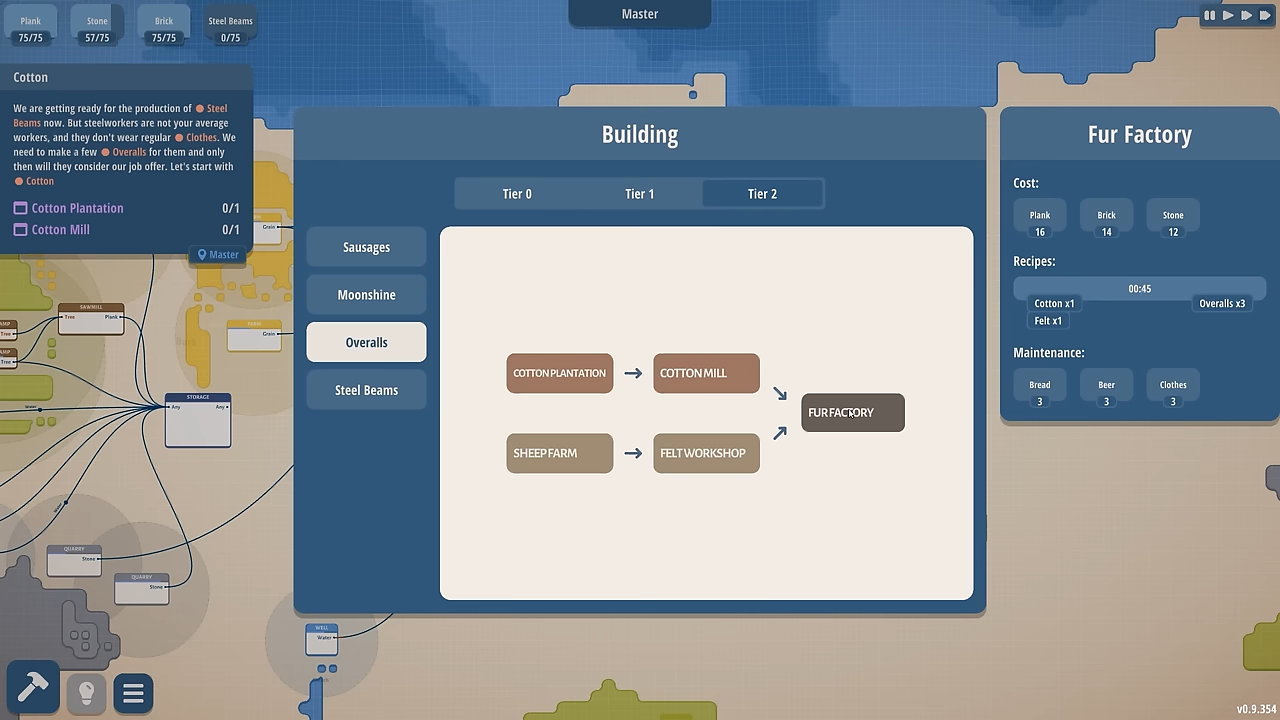 Plank
75/75
Stone
57/75
Brick
75/75
Steel Beams
0/75
Master
Cotton
We are getting ready for the production of Steel
Beams now. But steelworkers are not your average
workers, and they don't wear regular Clothes. We
need to make a few Overalls for them and only
then will they consider our job offer. Let's start with
Cotton
Cotton Plantation 0/1
Cotton Mill 0/1
Master
Building
Tier 0
Tier 1
Tier 2
Sausages
Moonshine
Overalls
Steel Beams
COTTON PLANTATION
COTTON MILL
FUR FACTORY
SHEEP FARM
FELT WORKSHOP
Fur Factory
Cost:
Plank
16
Brick
14
Stone
12
Recipes:
00:45
Cotton x1
Overalls x3
Felt x1
Maintenance:
Bread
3
Beer
3
Clothes
3
Grain
SAWMILL
Tree
Plank
Tree
Tree
Grain
STORAGE
Any
Any
Water
QUARRY
Stone
QUARRY
Stone
WELL
Water
v0.9.354